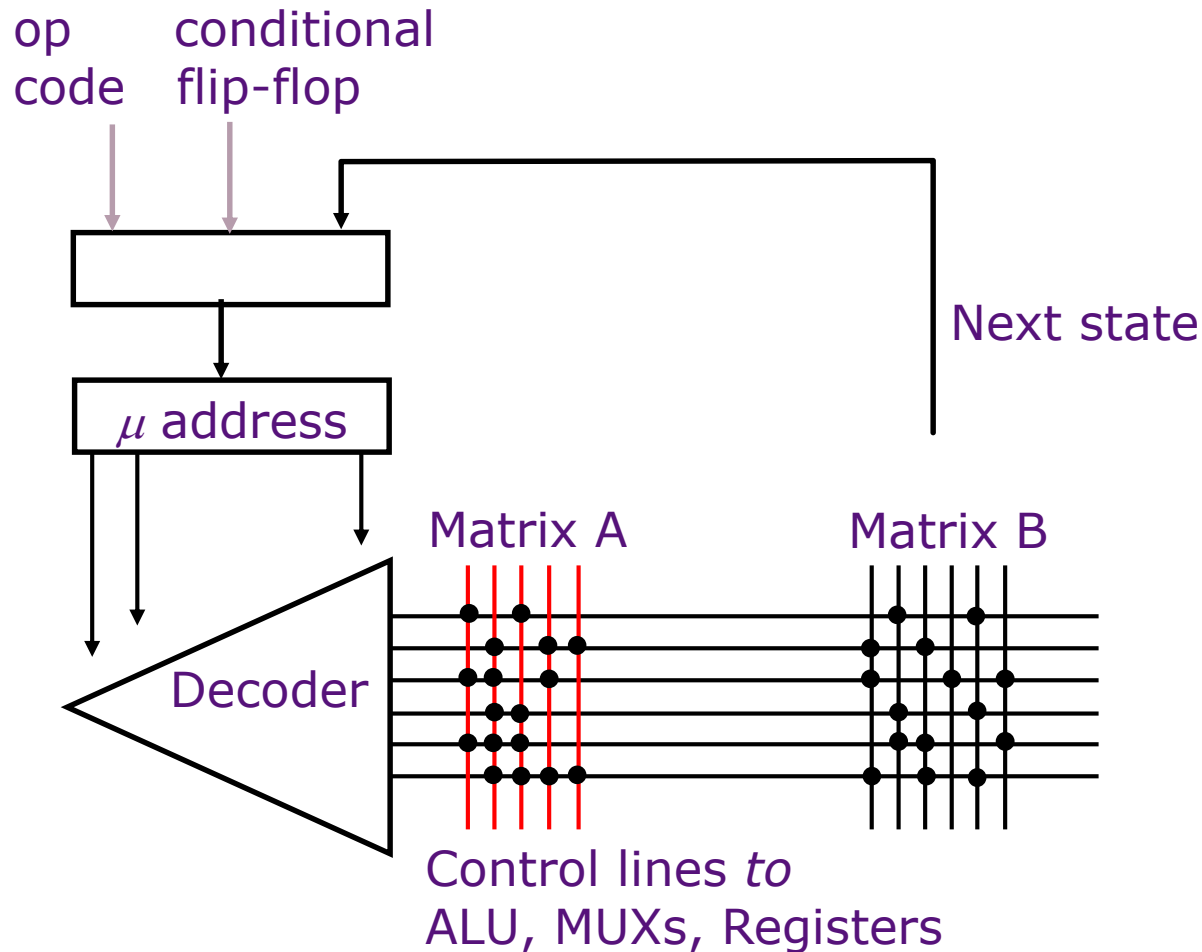 op conditional
code flip-flop
Next state
μ address
Matrix A Matrix B
Decoder
Control lines to
ALU, MUXs, Registers